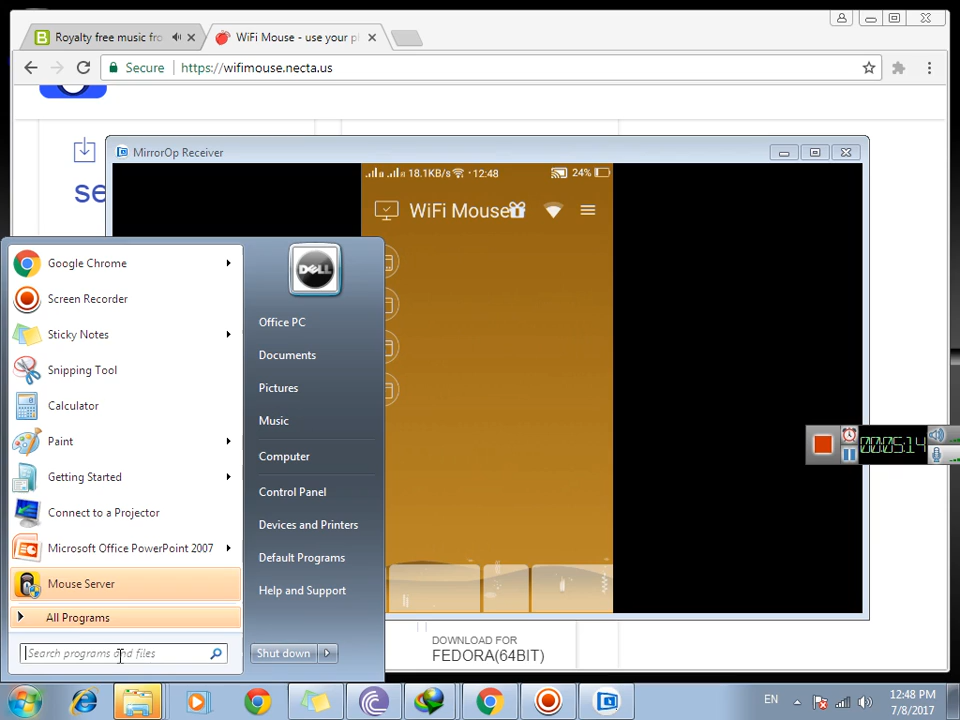 Royalty free music fro
WiFi Mouse - use your p
Secure https://wifimouse.necta.us
se
MirrorOp Receiver
18.1KB/s 12:48 24%
WiFi Mouse
Google Chrome
Screen Recorder
Sticky Notes
Snipping Tool
Calculator
Paint
Getting Started
Connect to a Projector
Microsoft Office PowerPoint 2007
Mouse Server
All Programs
Search programs and files
DELL
Office PC
Documents
Pictures
Music
Computer
Control Panel
Devices and Printers
Default Programs
Help and Support
Shut down
00:05:14
DOWNLOAD FOR
FEDORA(64BIT)
EN
12:48 PM
7/8/2017